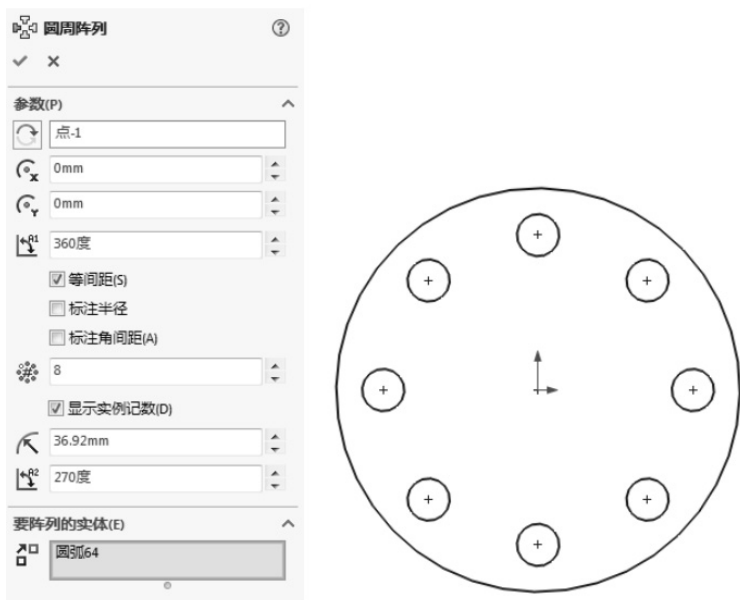 圆周阵列
参数(P)
点-1
X
0mm
Y
0mm
A1
360度
等间距(S)
标注半径
标注角间距(A)
#
8
显示实例记数(D)
36.92mm
A2
270度
要阵列的实体(E)
圆弧64